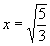 x = √(5/3)